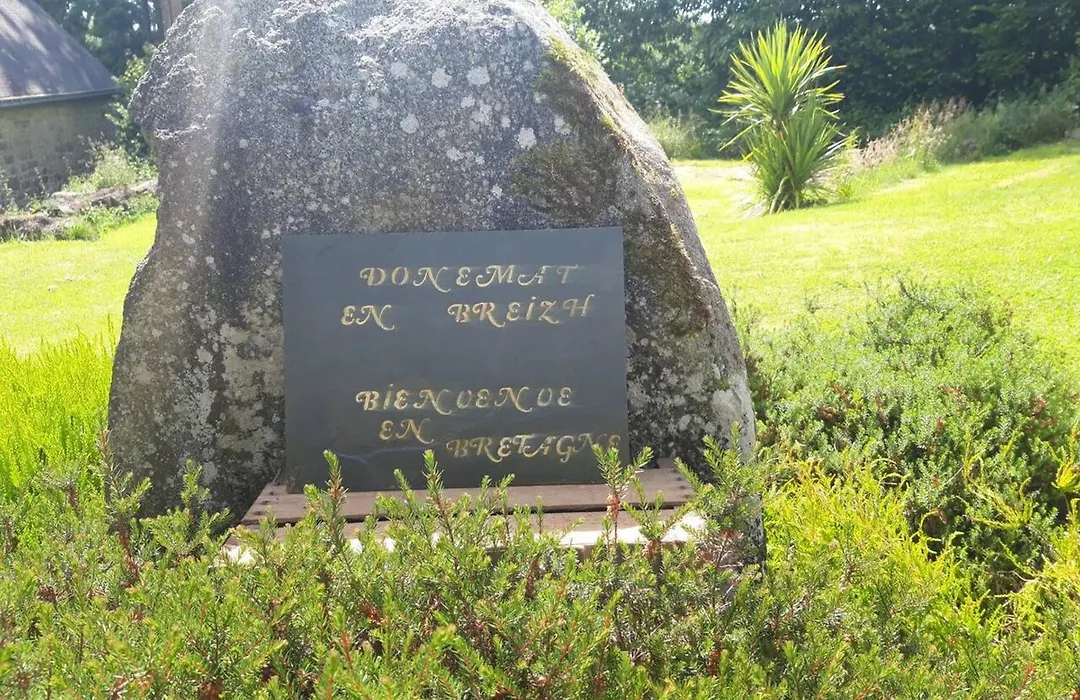 DONEMAT
EN BREIZH
BIENVENUE
EN BRETAGNE